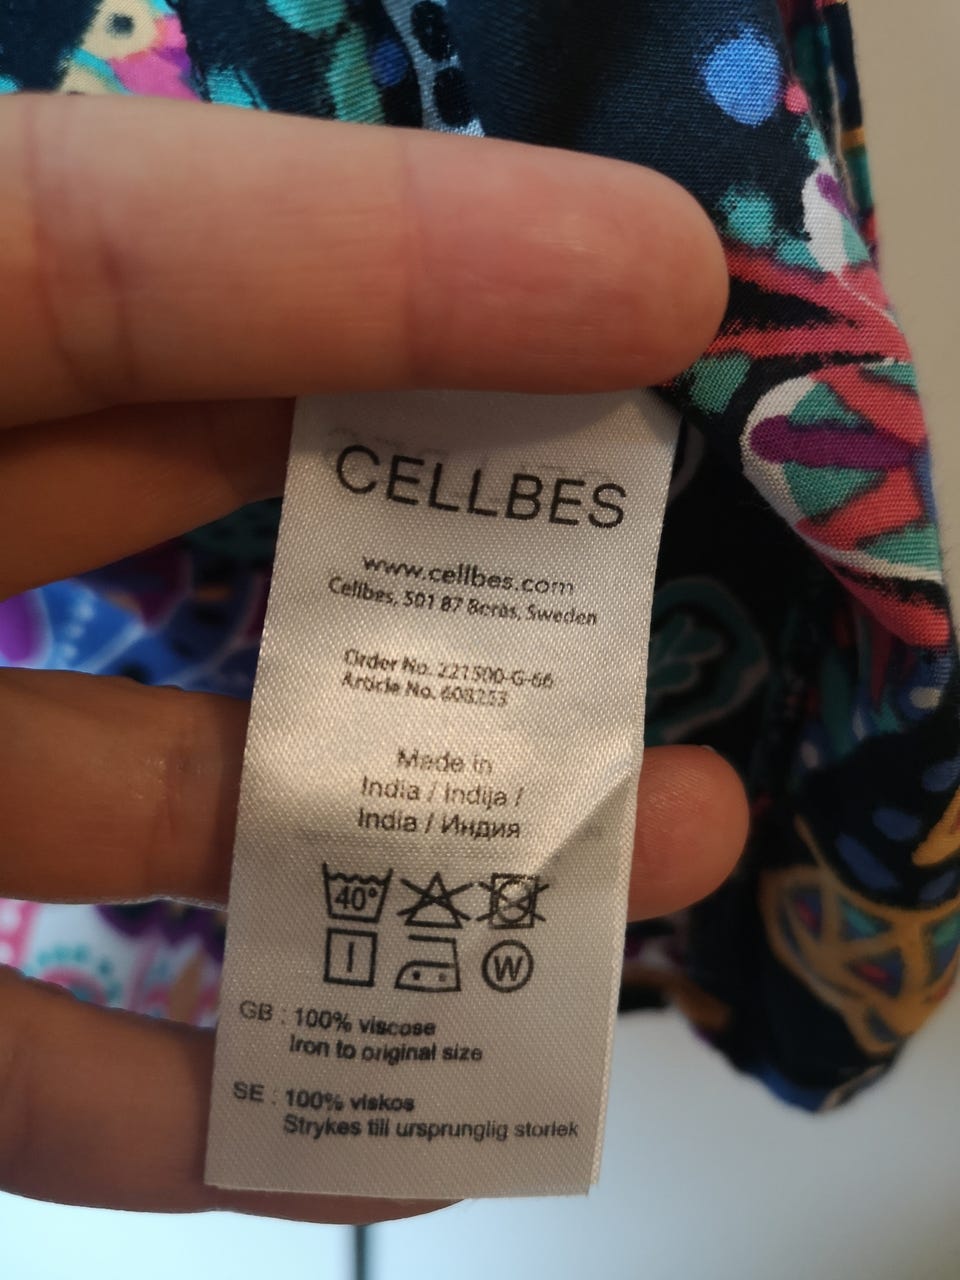 CELLBES
www.cellbes.com
Cellbes, 501 87 Borås, Sweden
Order No. 221500-G-66
Article No. 608253
Made in
India / Indija /
India / Индия
40°
W
GB : 100% viscose
Iron to original size
SE : 100% viskos
Strykes till ursprunglig storlek